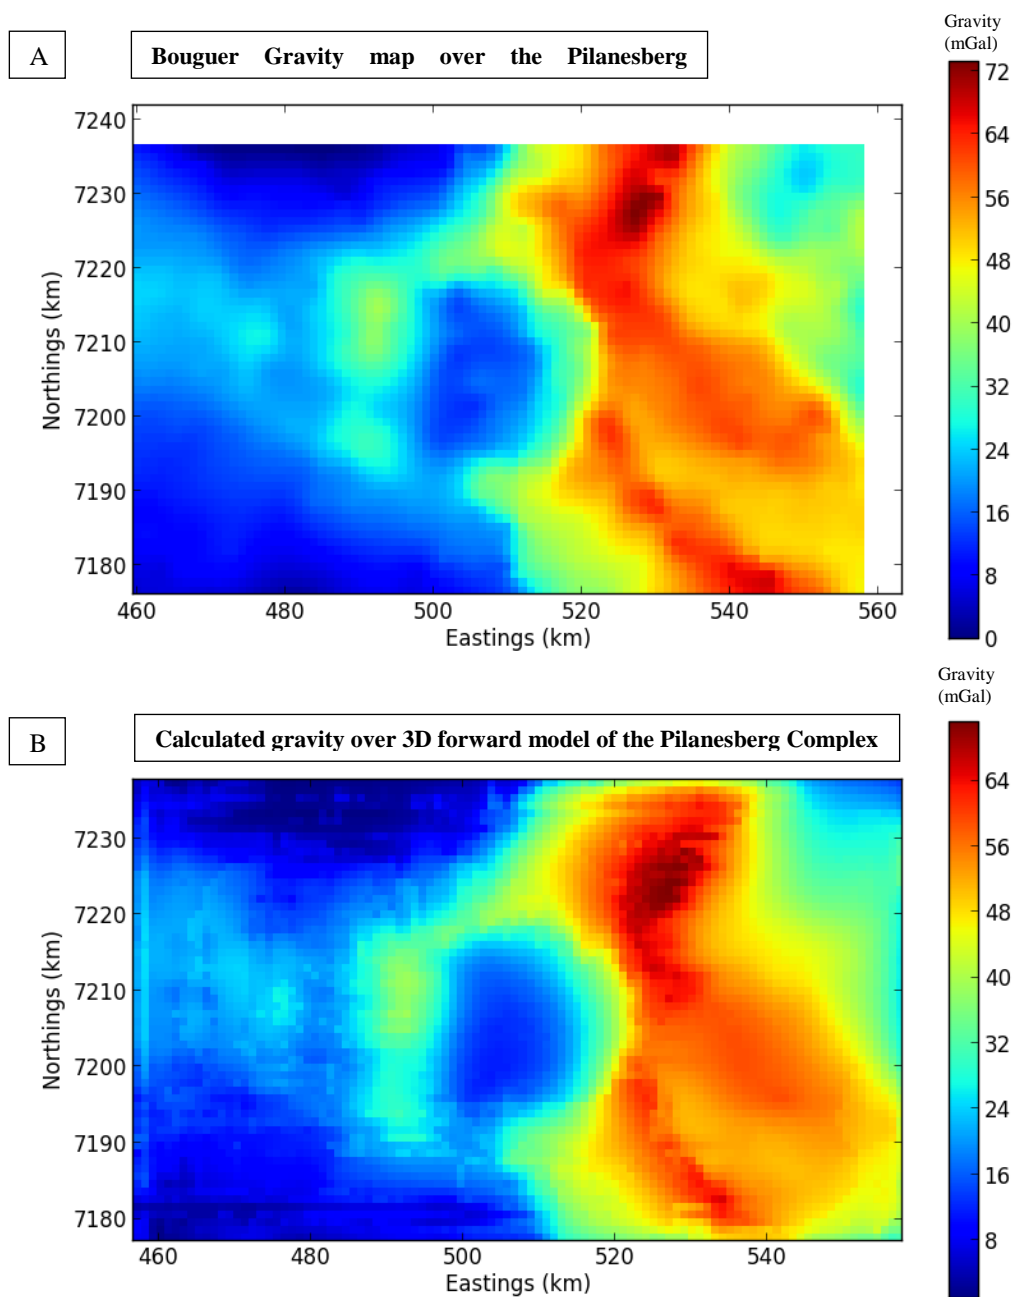 A
Bouguer Gravity map over the Pilanesberg
Gravity
(mGal)
7240
7230
7220
7210
7200
7190
7180
Northings (km)
460 480 500 520 540 560
Eastings (km)
72
64
56
48
40
32
24
16
8
0
B
Calculated gravity over 3D forward model of the Pilanesberg Complex
Gravity
(mGal)
7230
7220
7210
7200
7190
7180
Northings (km)
460 480 500 520 540
Eastings (km)
64
56
48
40
32
24
16
8